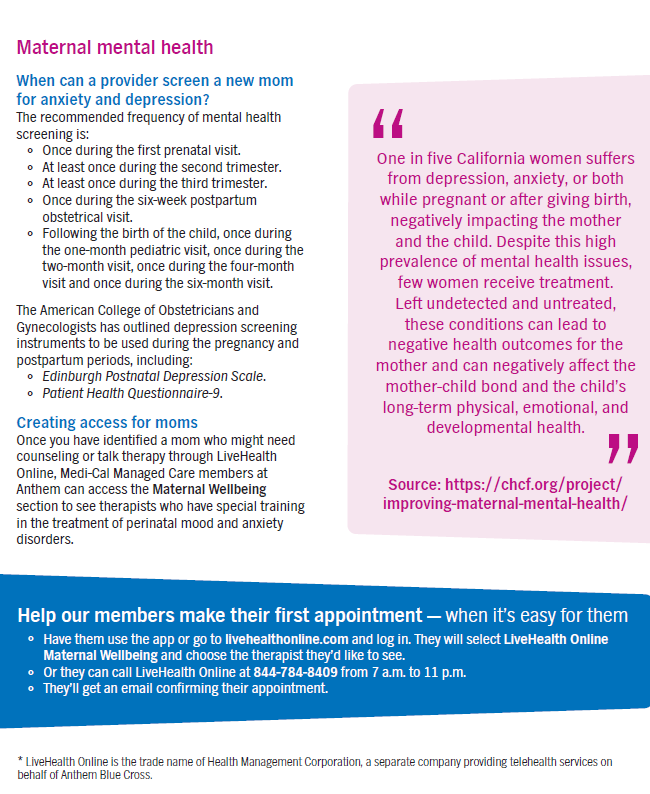 Maternal mental health
When can a provider screen a new mom
for anxiety and depression?
The recommended frequency of mental health
screening is:
Once during the first prenatal visit.
At least once during the second trimester.
At least once during the third trimester.
Once during the six-week postpartum
obstetrical visit.
Following the birth of the child, once during
the one-month pediatric visit, once during the
two-month visit, once during the four-month
visit and once during the six-month visit.
The American College of Obstetricians and
Gynecologists has outlined depression screening
instruments to be used during the pregnancy and
postpartum periods, including:
Edinburgh Postnatal Depression Scale.
Patient Health Questionnaire-9.
Creating access for moms
Once you have identified a mom who might need
counseling or talk therapy through LiveHealth
Online, Medi-Cal Managed Care members at
Anthem can access the Maternal Wellbeing
section to see therapists who have special training
in the treatment of perinatal mood and anxiety
disorders.
“
One in five California women suffers
from depression, anxiety, or both
while pregnant or after giving birth,
negatively impacting the mother
and the child. Despite this high
prevalence of mental health issues,
few women receive treatment.
Left undetected and untreated,
these conditions can lead to
negative health outcomes for the
mother and can negatively affect the
mother-child bond and the child's
long-term physical, emotional, and
developmental health.
”
Source: https://chcf.org/project/
improving-maternal-mental-health/
Help our members make their first appointment — when it's easy for them
Have them use the app or go to livehealthonline.com and log in. They will select LiveHealth Online
Maternal Wellbeing and choose the therapist they'd like to see.
Or they can call LiveHealth Online at 844-784-8409 from 7 a.m. to 11 p.m.
They'll get an email confirming their appointment.
* LiveHealth Online is the trade name of Health Management Corporation, a separate company providing telehealth services on
behalf of Anthem Blue Cross.